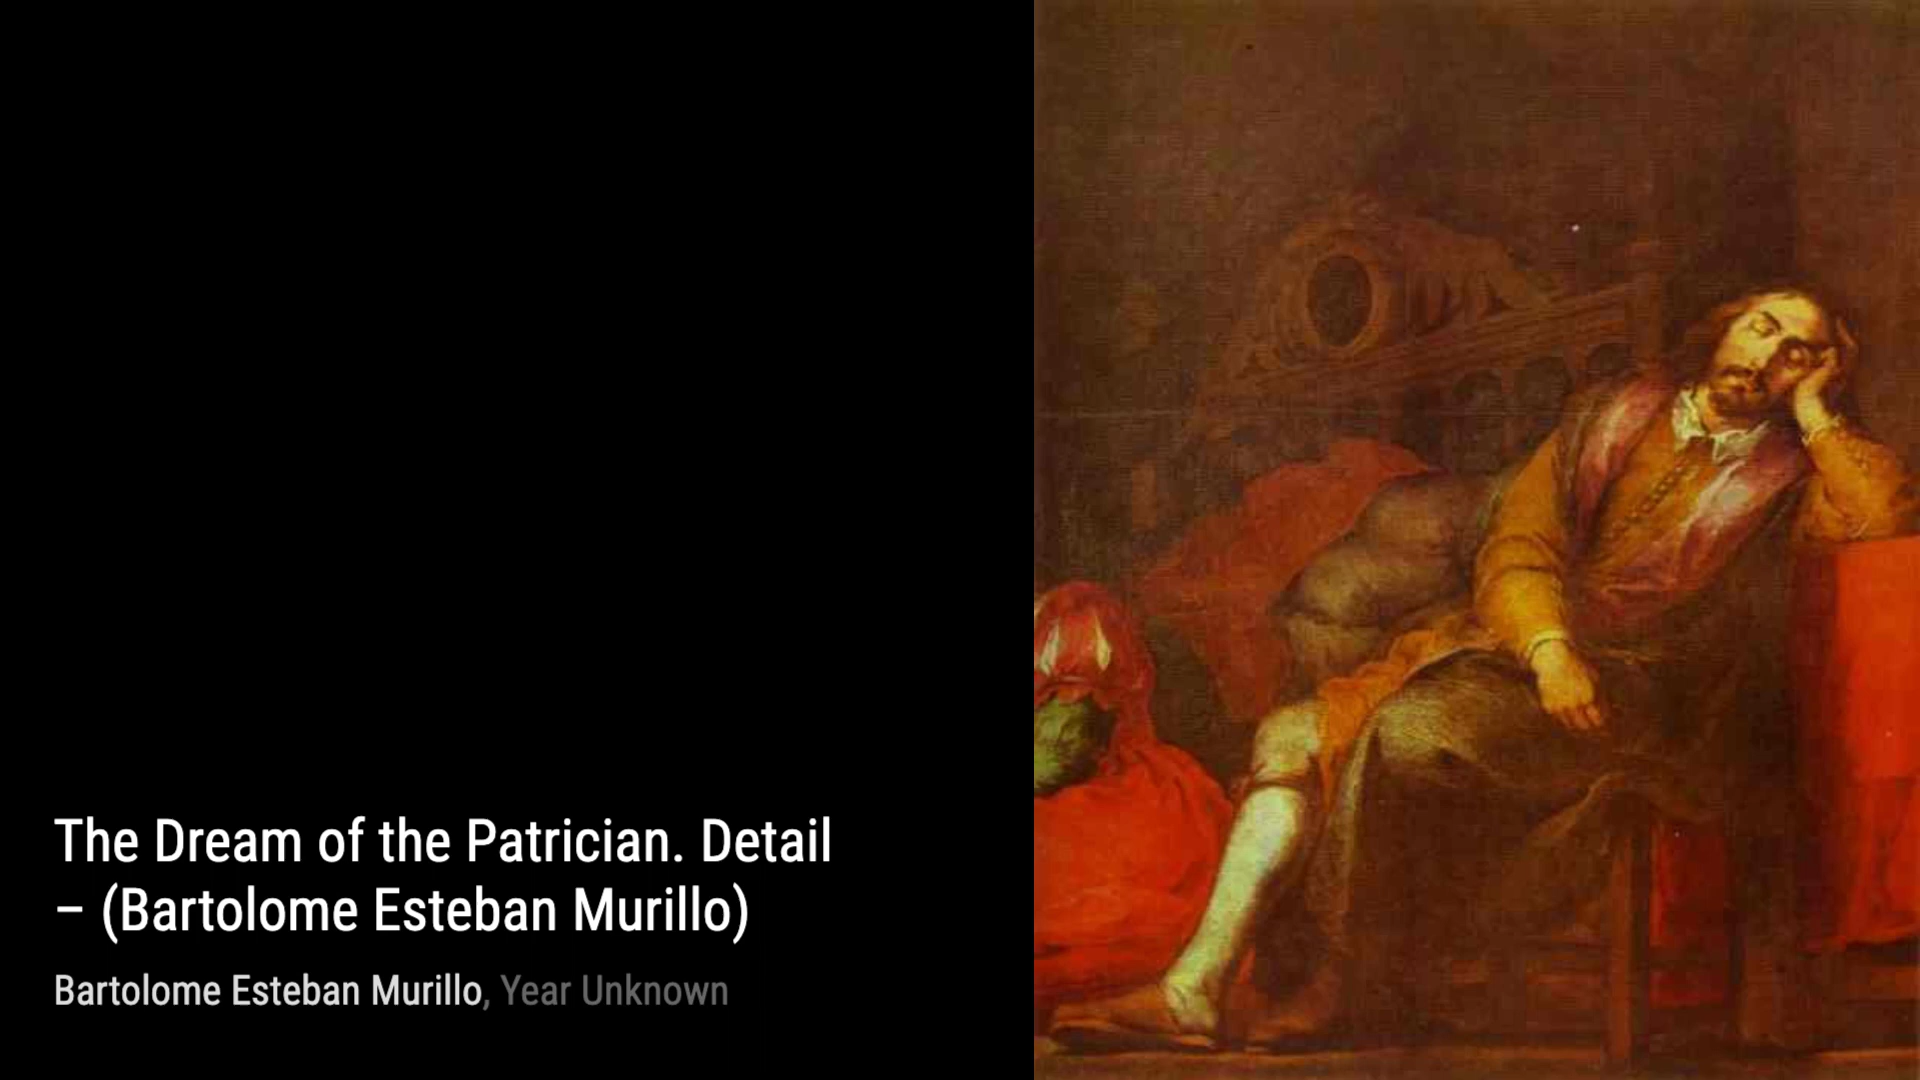 The Dream of the Patrician. Detail
– (Bartolome Esteban Murillo)
Bartolome Esteban Murillo, Year Unknown